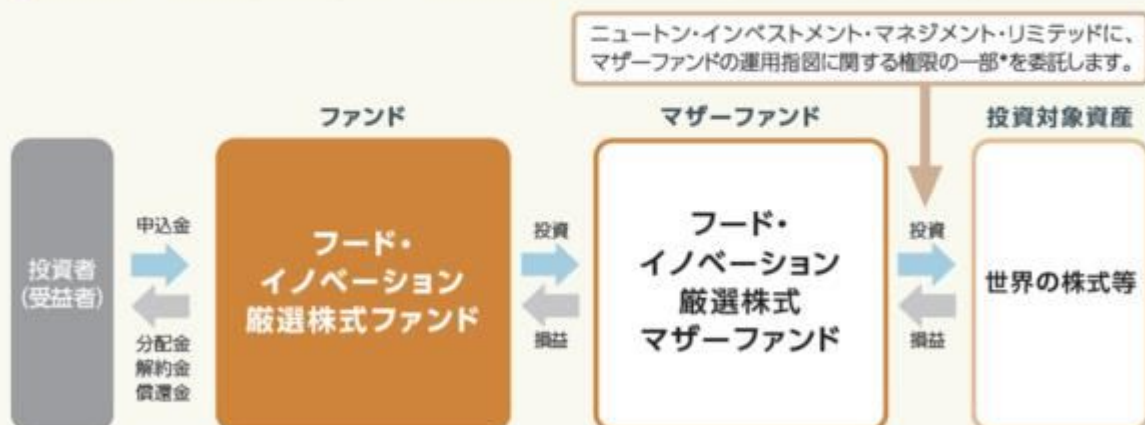 ニュートン・インベストメント・マネジメント・リミテッドに、
マザーファンドの運用指図に関する権限の一部*を委託します。
ファンド
マザーファンド
投資対象資産
投資者
(受益者)
申込金
分配金
解約金
償還金
フード・
イノベーション
厳選株式ファンド
投資
損益
フード・
イノベーション
厳選株式
マザーファンド
投資
損益
世界の株式等